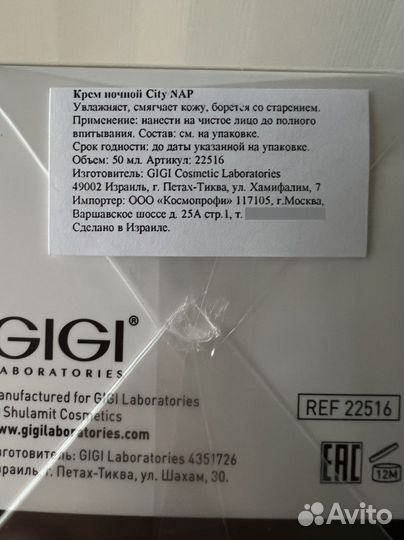 Крем ночной City NAP
Увлажняет, смягчает кожу, борется со старением.
Применение: нанести на чистое лицо до полного
впитывания. Состав: см. на упаковке.
Срок годности: до даты указанной на упаковке.
Объем: 50 мл. Артикул: 22516
Изготовитель: GIGI Cosmetic Laboratories
49002 Израиль, г. Петах-Тиква, ул. Хамифалим, 7
Импортер: ООО «Космопрофи» 117105, г.Москва,
Варшавское шоссе д. 25А стр.1, т.
Сделано в Израиле.
GIGI®
LABORATORIES
anufactured for GIGI Laboratories
Shulamit Cosmetics
www.gigilaboratories.com
зготовитель: GIGI Laboratories 4351726
зраиль, г. Петах-Тиква, ул. Шахам, 30.
REF 22516
EAC
12M
Avito